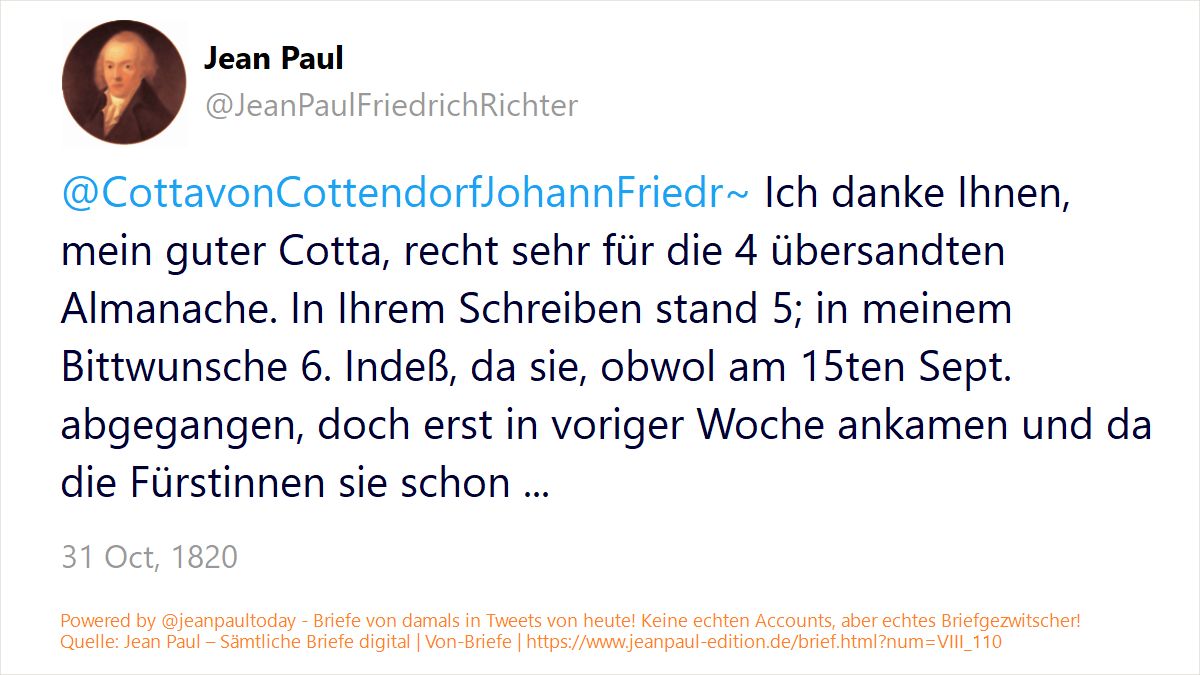 Jean Paul
@JeanPaulFriedrichRichter
@CottavonCottendorfJohannFriedr~ Ich danke Ihnen,
mein guter Cotta, recht sehr für die 4 übersandten
Almanache. In Ihrem Schreiben stand 5; in meinem
Bittwunsche 6. Indeß, da sie, obwol am 15ten Sept.
abgegangen, doch erst in voriger Woche ankamen und da
die Fürstinnen sie schon ...
31 Oct, 1820
Powered by @jeanpaultoday - Briefe von damals in Tweets von heute! Keine echten Accounts, aber echtes Briefgezwitscher!
Quelle: Jean Paul – Sämtliche Briefe digital | Von-Briefe | https://www.jeanpaul-edition.de/brief.html?num=VIII_110